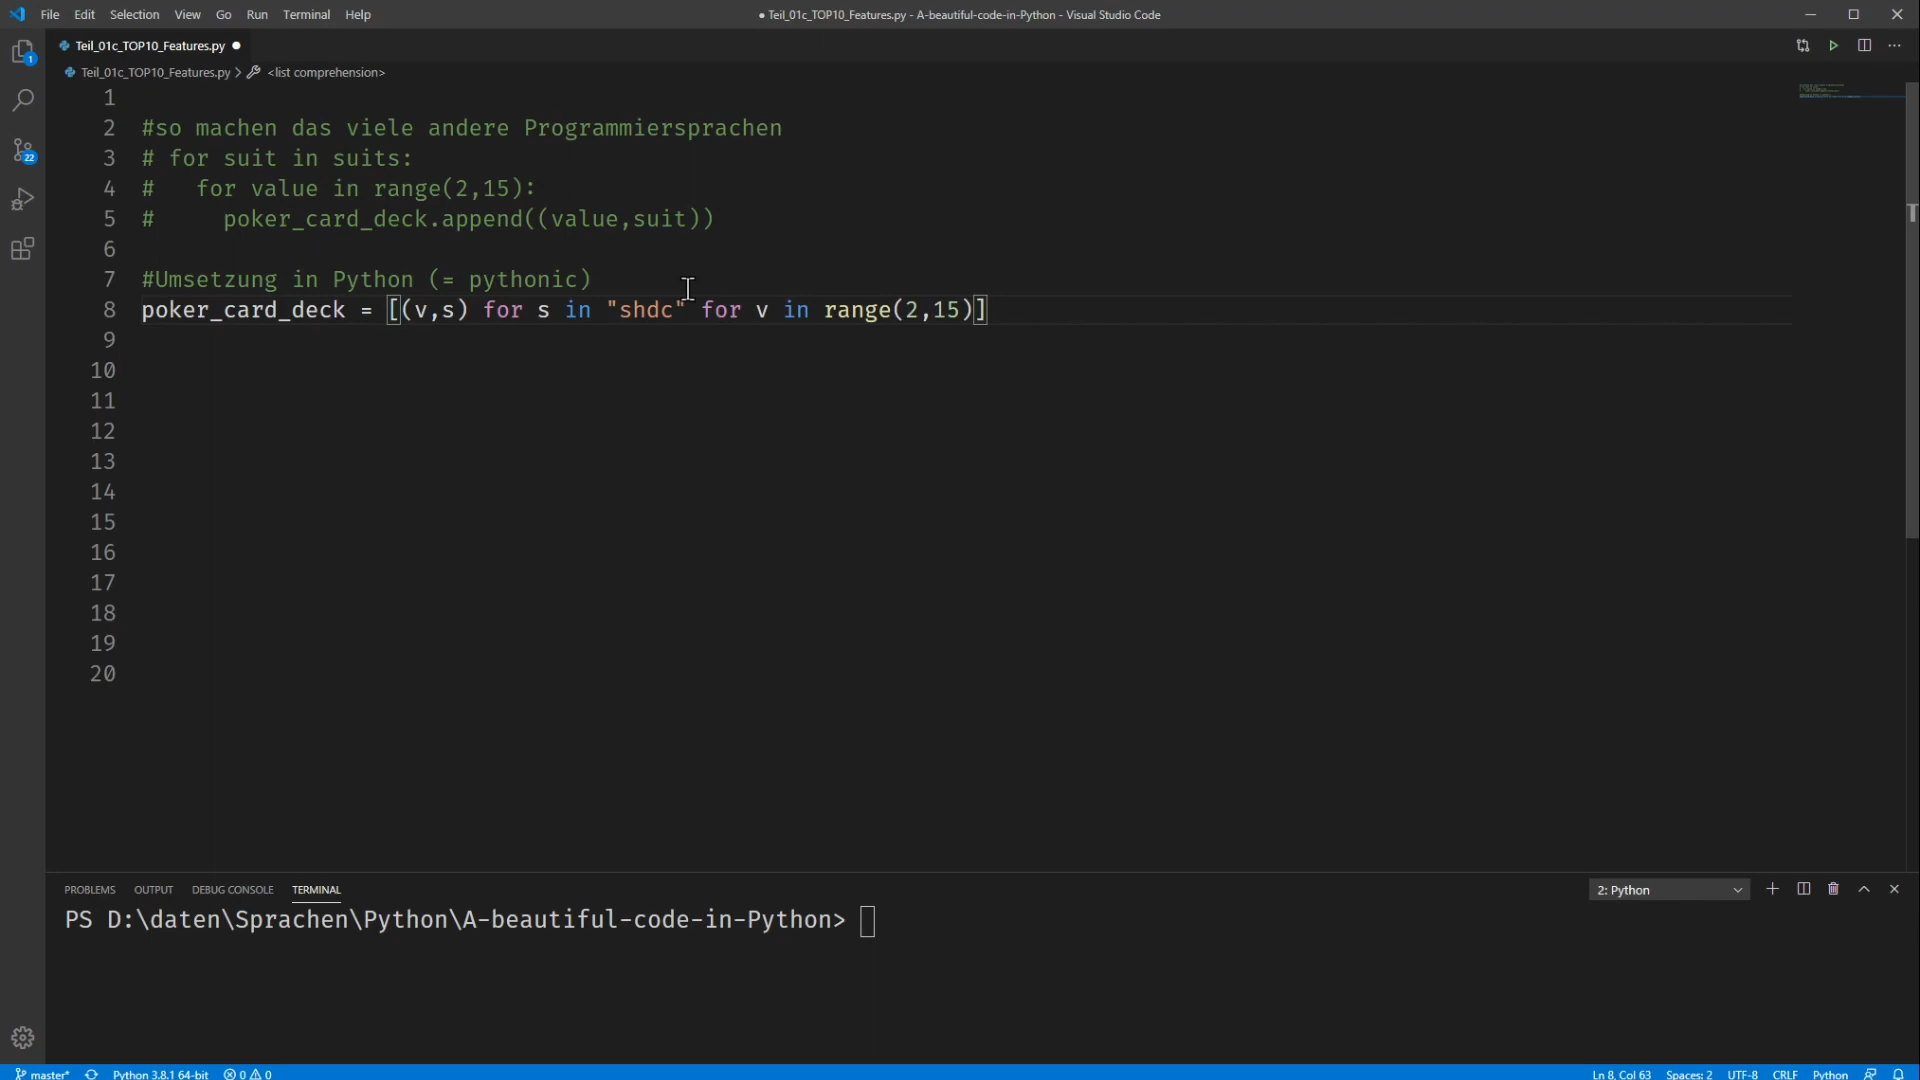 File Edit Selection View Go Run Terminal Help
● Teil_01c_TOP10_Features.py - A-beautiful-code-in-Python - Visual Studio Code
Teil_01c_TOP10_Features.py ●
Teil_01c_TOP10_Features.py > <list comprehension>
1
22
1
2 #so machen das viele andere Programmiersprachen
3 # for suit in suits:
4 #   for value in range(2,15):
5 #     poker_card_deck.append((value,suit))
6
7 #Umsetzung in Python (= pythonic)
8 poker_card_deck = [(v,s) for s in "shdc" for v in range(2,15)]
9
10
11
12
13
14
15
16
17
18
19
20
PROBLEMS OUTPUT DEBUG CONSOLE TERMINAL 2: Python
PS D:\daten\Sprachen\Python\A-beautiful-code-in-Python>
master* Python 3.8.1 64-bit 0 0 Ln 8, Col 63 Spaces: 2 UTF-8 CRLF Python